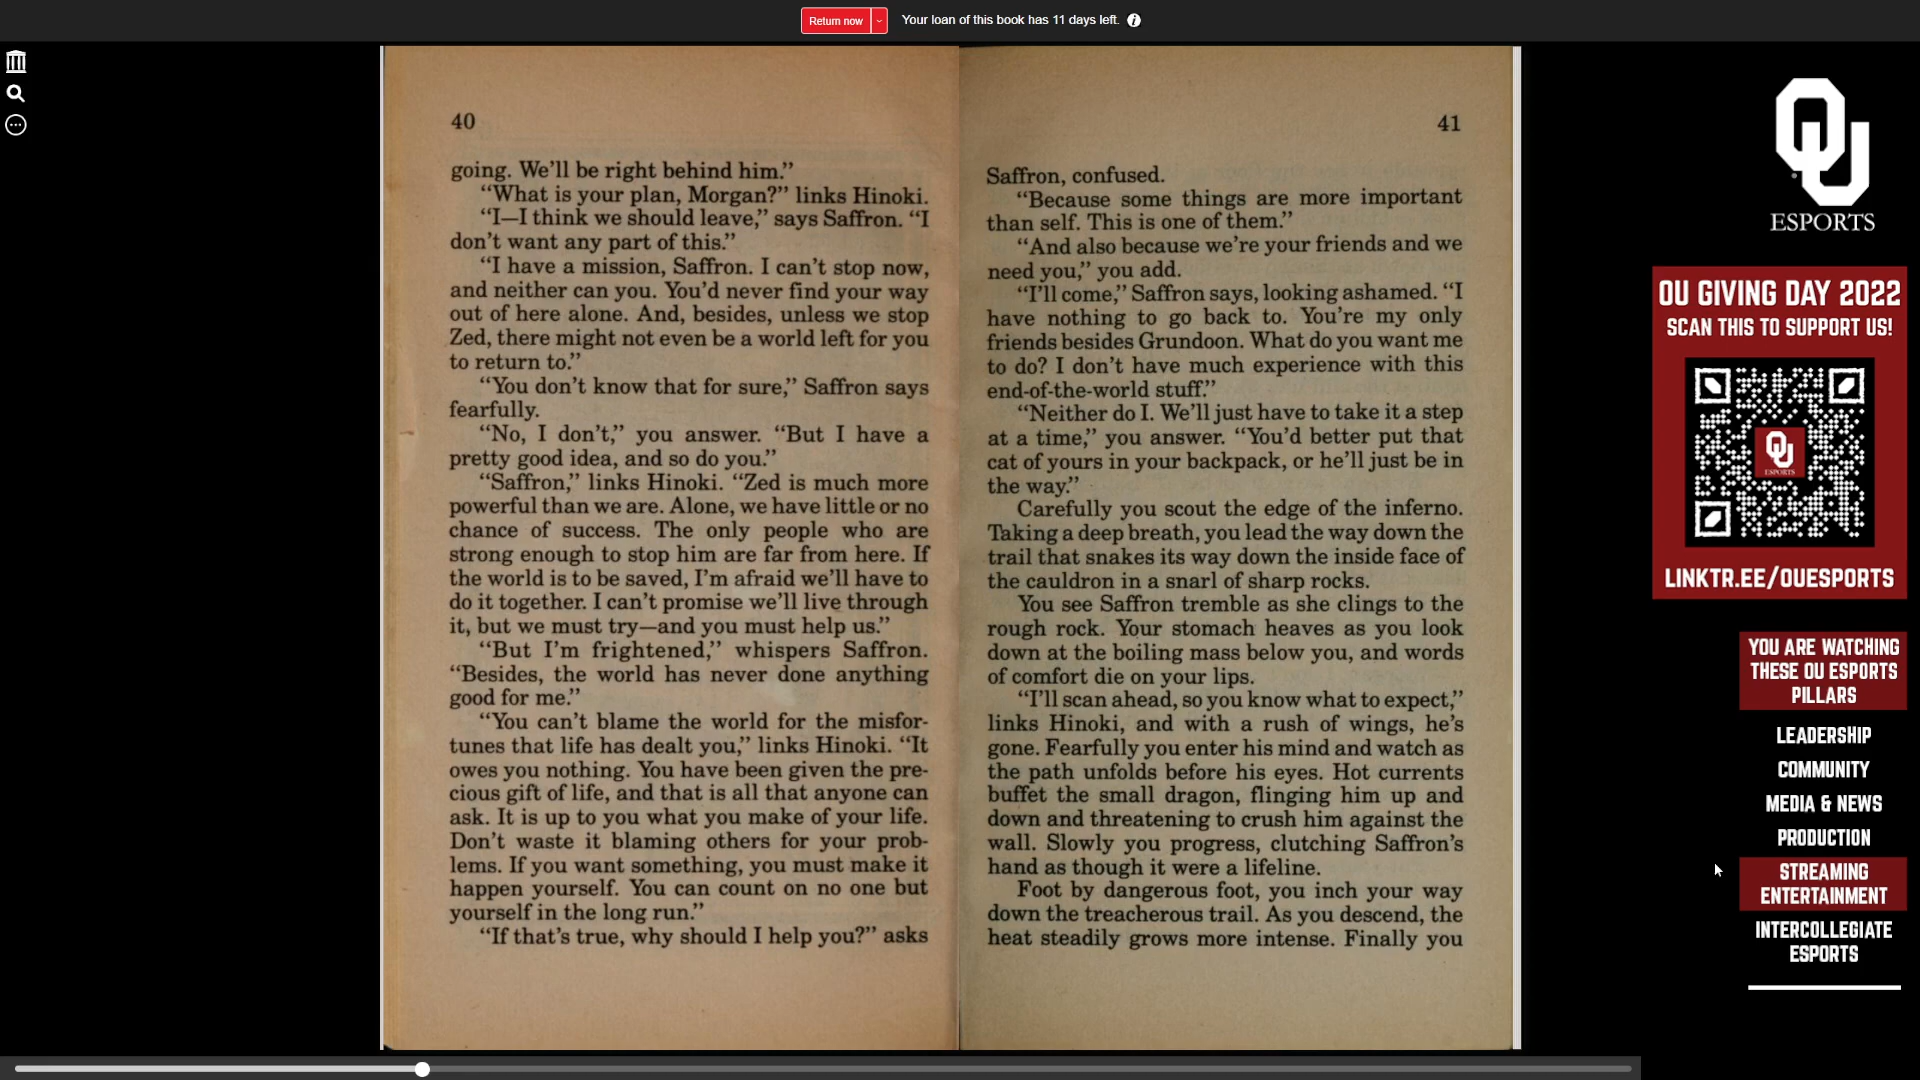 Return now
Your loan of this book has 11 days left.
40
going. We'll be right behind him."
"What is your plan, Morgan?" links Hinoki.
"I—I think we should leave," says Saffron. "I
don't want any part of this."
"I have a mission, Saffron. I can't stop now,
and neither can you. You'd never find your way
out of here alone. And, besides, unless we stop
Zed, there might not even be a world left for you
to return to."
"You don't know that for sure," Saffron says
fearfully.
"No, I don't," you answer. "But I have a
pretty good idea, and so do you."
"Saffron," links Hinoki. "Zed is much more
powerful than we are. Alone, we have little or no
chance of success. The only people who are
strong enough to stop him are far from here. If
the world is to be saved, I'm afraid we'll have to
do it together. I can't promise we'll live through
it, but we must try—and you must help us."
"But I'm frightened," whispers Saffron.
"Besides, the world has never done anything
good for me."
"You can't blame the world for the misfor-
tunes that life has dealt you," links Hinoki. "It
owes you nothing. You have been given the pre-
cious gift of life, and that is all that anyone can
ask. It is up to you what you make of your life.
Don't waste it blaming others for your prob-
lems. If you want something, you must make it
happen yourself. You can count on no one but
yourself in the long run."
"If that's true, why should I help you?" asks
41
Saffron, confused.
"Because some things are more important
than self. This is one of them."
"And also because we're your friends and we
need you," you add.
"I'll come," Saffron says, looking ashamed. "I
have nothing to go back to. You're my only
friends besides Grundoon. What do you want me
to do? I don't have much experience with this
end-of-the-world stuff."
"Neither do I. We'll just have to take it a step
at a time," you answer. "You'd better put that
cat of yours in your backpack, or he'll just be in
the way."
Carefully you scout the edge of the inferno.
Taking a deep breath, you lead the way down the
trail that snakes its way down the inside face of
the cauldron in a snarl of sharp rocks.
You see Saffron tremble as she clings to the
rough rock. Your stomach heaves as you look
down at the boiling mass below you, and words
of comfort die on your lips.
"I'll scan ahead, so you know what to expect,"
links Hinoki, and with a rush of wings, he's
gone. Fearfully you enter his mind and watch as
the path unfolds before his eyes. Hot currents
buffet the small dragon, flinging him up and
down and threatening to crush him against the
wall. Slowly you progress, clutching Saffron's
hand as though it were a lifeline.
Foot by dangerous foot, you inch your way
down the treacherous trail. As you descend, the
heat steadily grows more intense. Finally you
OU
ESPORTS
OU GIVING DAY 2022
SCAN THIS TO SUPPORT US!
OU
ESPORTS
LINKTR.EE/OUESPORTS
YOU ARE WATCHING
THESE OU ESPORTS
PILLARS
LEADERSHIP
COMMUNITY
MEDIA & NEWS
PRODUCTION
STREAMING
ENTERTAINMENT
INTERCOLLEGIATE
ESPORTS